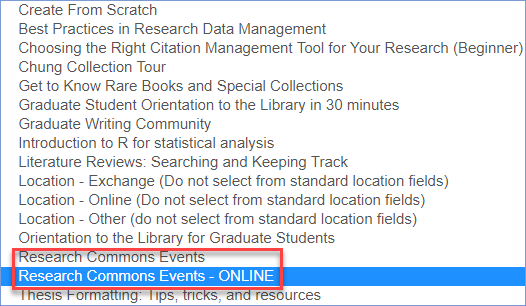 Create From Scratch
Best Practices in Research Data Management
Choosing the Right Citation Management Tool for Your Research (Beginner)
Chung Collection Tour
Get to Know Rare Books and Special Collections
Graduate Student Orientation to the Library in 30 minutes
Graduate Writing Community
Introduction to R for statistical analysis
Literature Reviews: Searching and Keeping Track
Location - Exchange (Do not select from standard location fields)
Location - Online (Do not select from standard location fields)
Location - Other (do not select from standard location fields)
Orientation to the Library for Graduate Students
Research Commons Events
Research Commons Events - ONLINE
Thesis Formatting: Tips, tricks, and resources